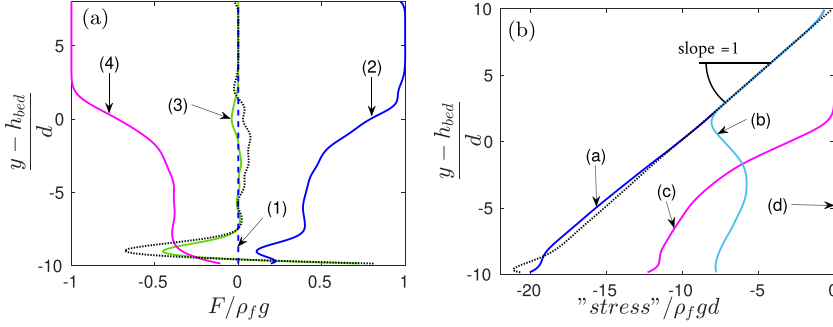 (a)
(4)
(2)
(3)
(1)
y − h_bed
d
5
0
-5
-10
-1
-0.5
0
0.5
1
F/ρ_f g
(b)
slope =1
(b)
(a)
(c)
(d)
y − h_bed
d
10
5
0
-5
-10
-20
-15
-10
-5
0
"stress"/ρ_f gd